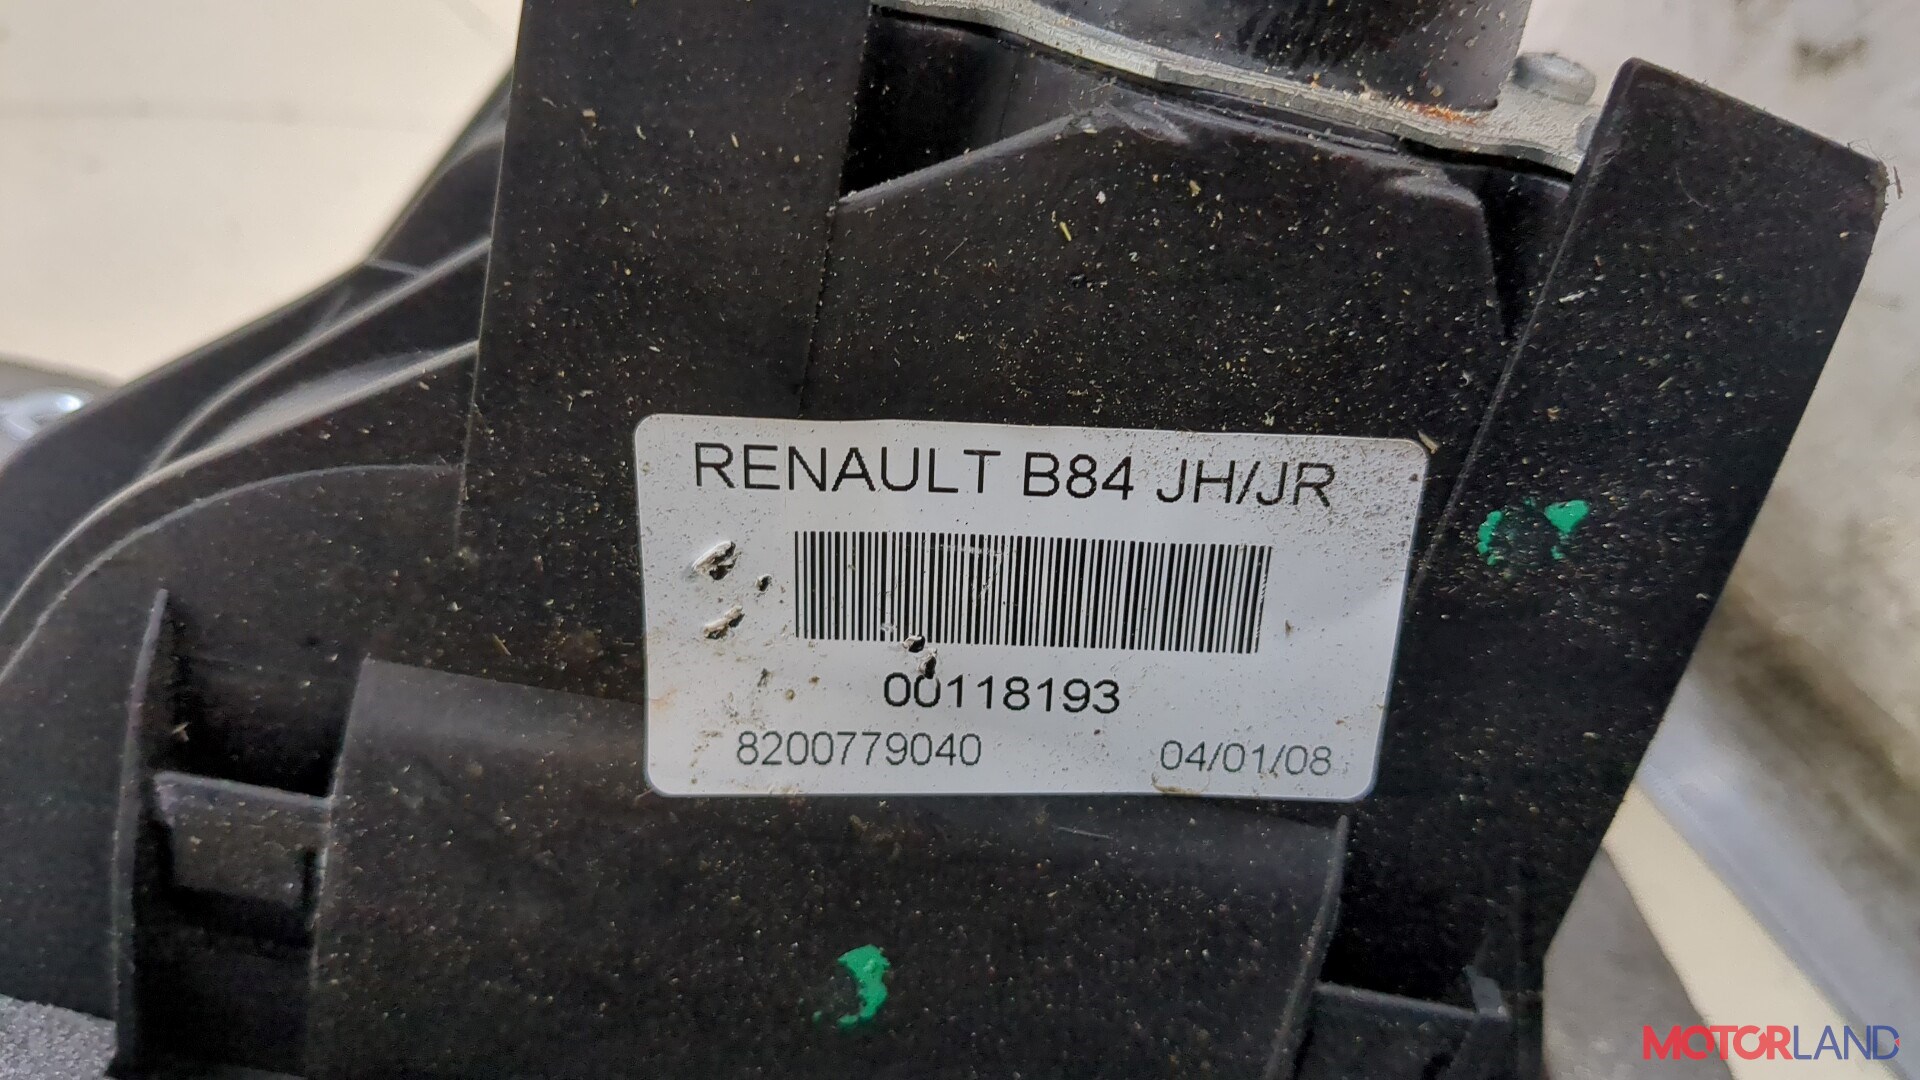 RENAULT B84 JH/JR
00118193
8200779040 04/01/08
MOTORLAND